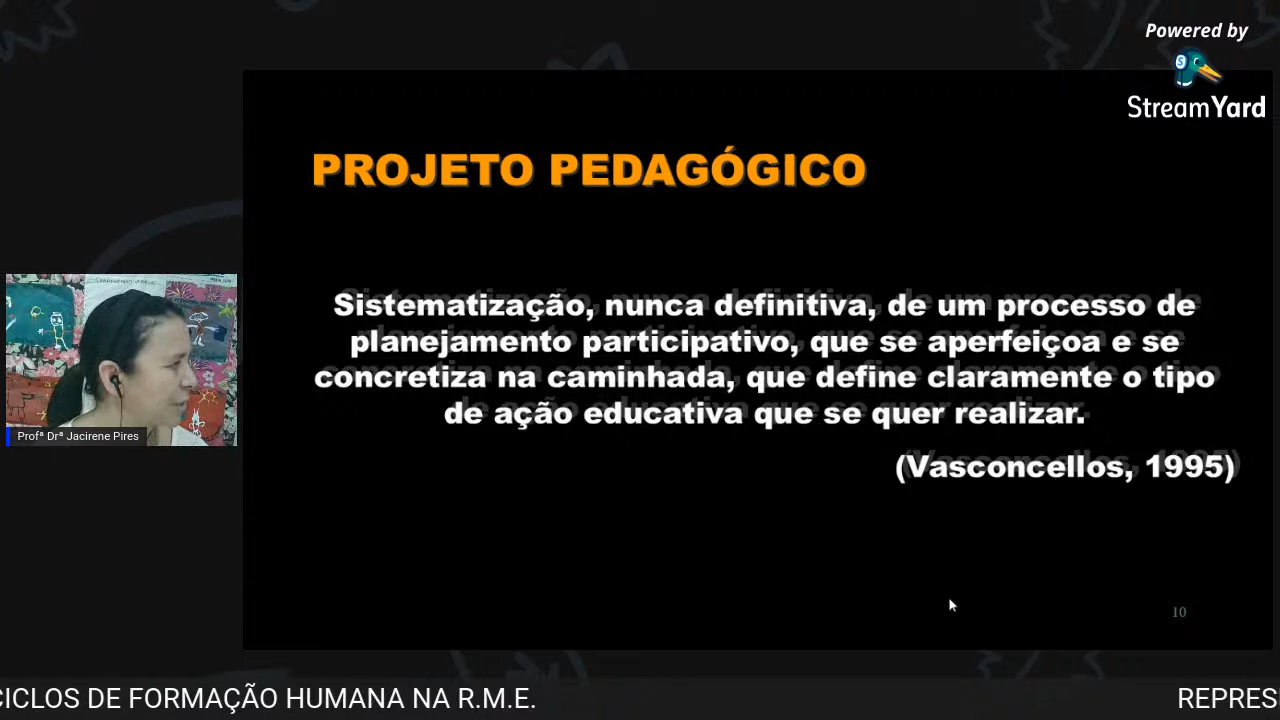 Powered by
StreamYard
PROJETO PEDAGÓGICO
Sistematização, nunca definitiva, de um processo de
planejamento participativo, que se aperfeiçoa e se
concretiza na caminhada, que define claramente o tipo
de ação educativa que se quer realizar.
(Vasconcellos, 1995)
Profª Drª Jacirene Pires
10
CICLOS DE FORMAÇÃO HUMANA NA R.M.E.
REPRES